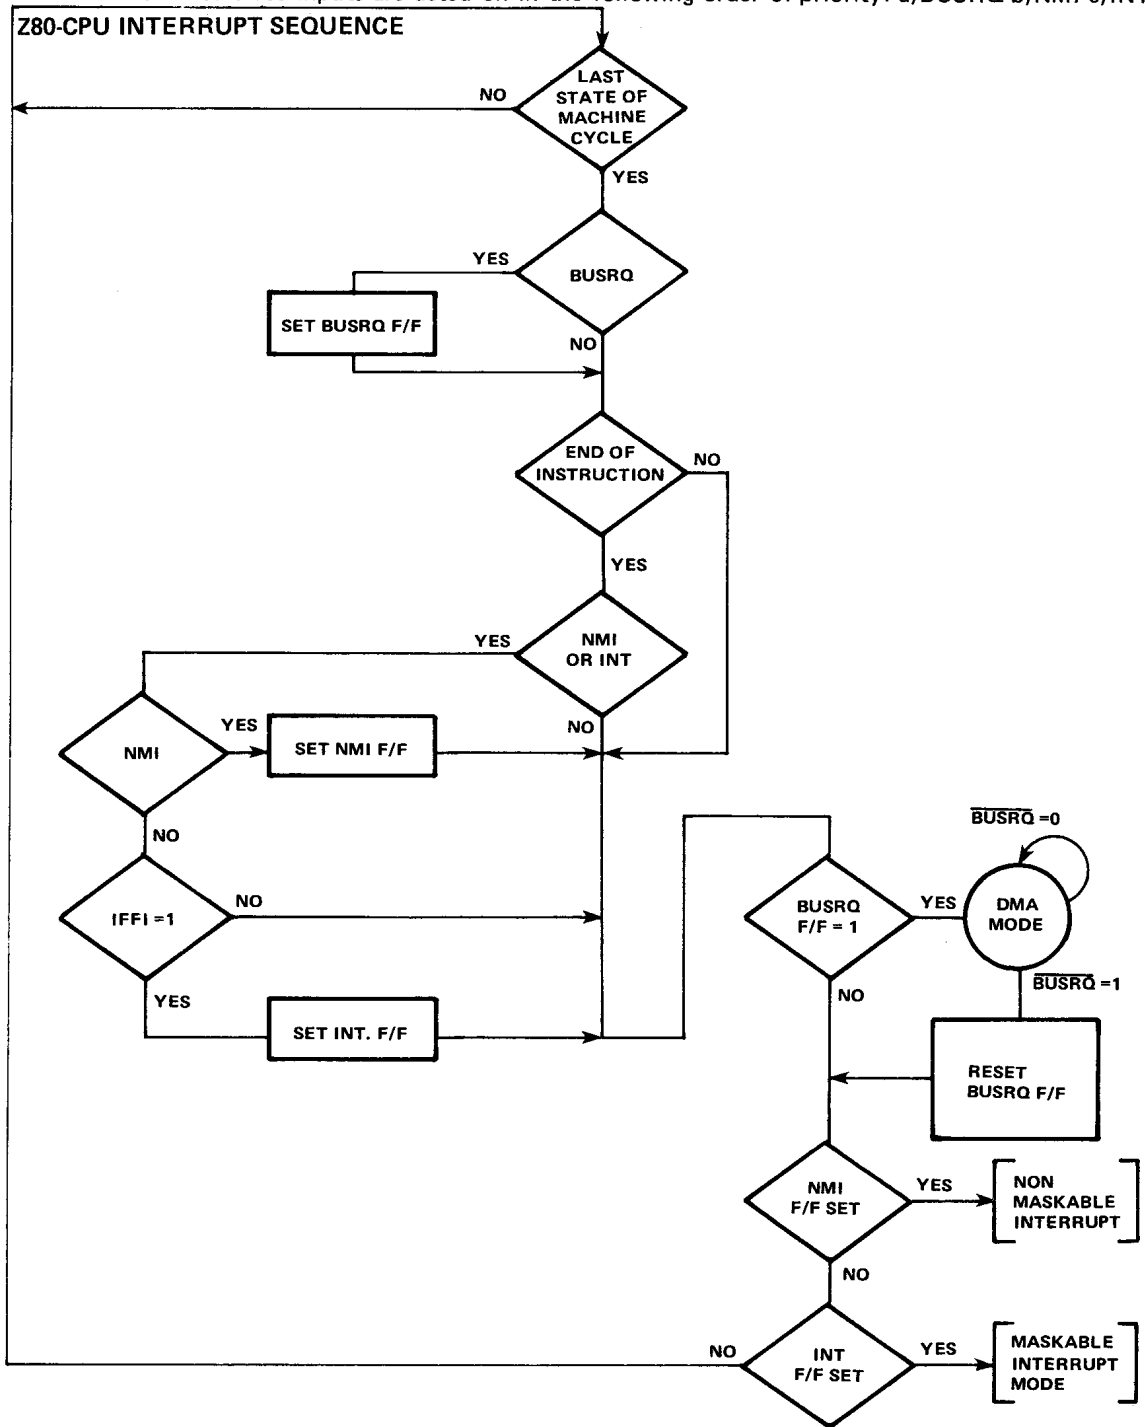 Z80-CPU INTERRUPT SEQUENCE
LAST
STATE OF
MACHINE
CYCLE
NO
YES
BUSRQ
YES
SET BUSRQ F/F
NO
END OF
INSTRUCTION
NO
YES
NMI
OR INT
YES
NO
NMI
YES
SET NMI F/F
NO
IFFI =1
NO
YES
SET INT. F/F
BUSRQ
F/F = 1
YES
DMA
MODE
BUSRQ =0
BUSRQ =1
NO
RESET
BUSRQ F/F
NMI
F/F SET
YES
NON
MASKABLE
INTERRUPT
NO
INT
F/F SET
NO
YES
MASKABLE
INTERRUPT
MODE